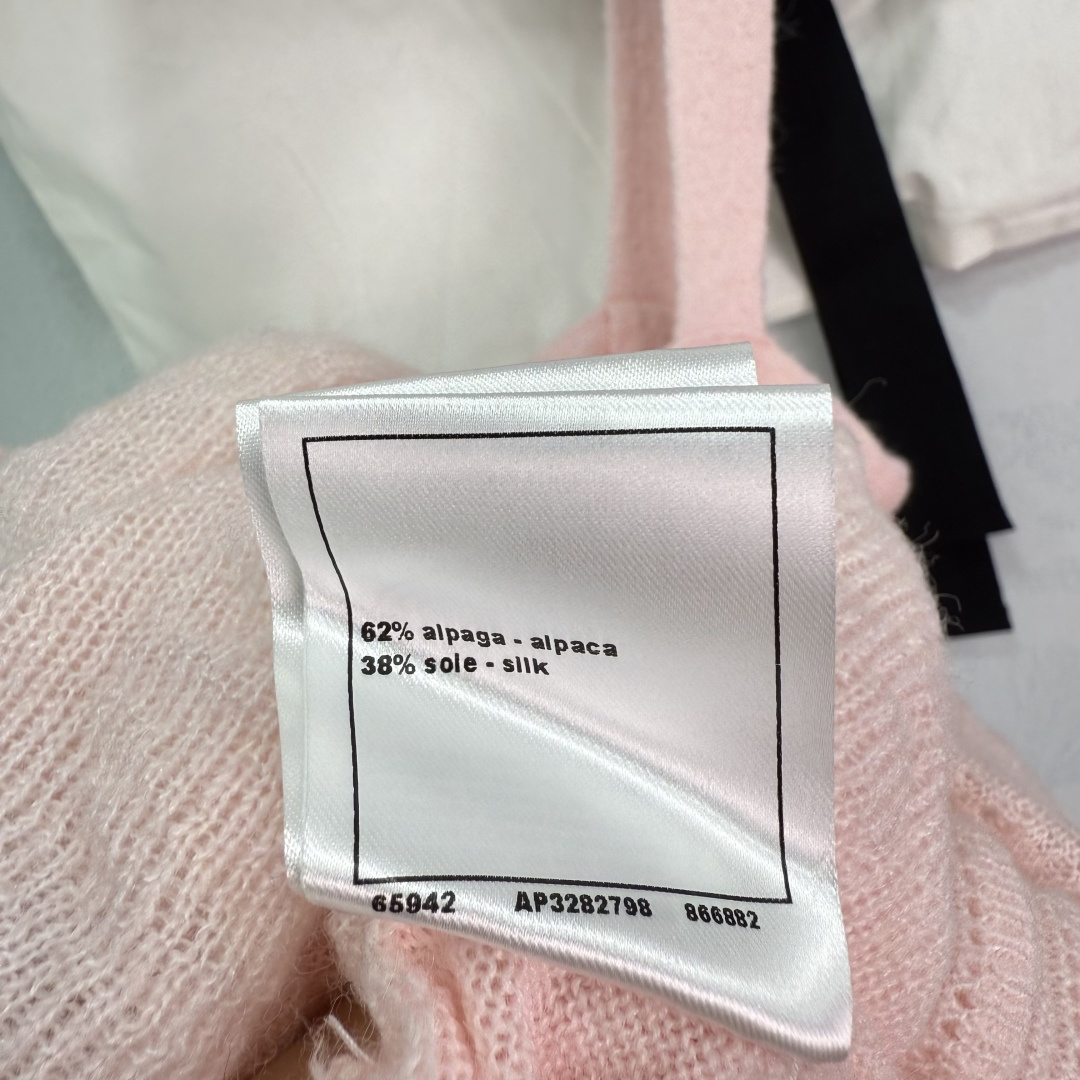 62% alpaga - alpaca
38% soie - silk
65942 AP3282798 866882